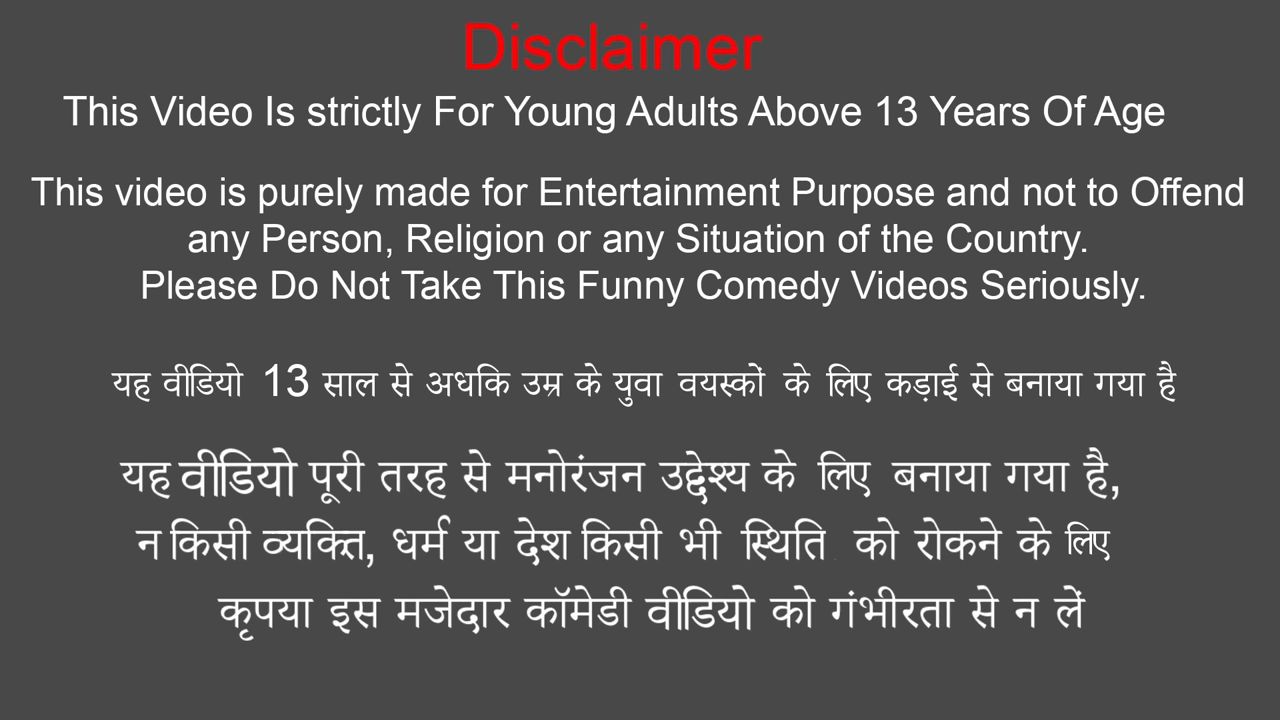 Disclaimer
This Video Is strictly For Young Adults Above 13 Years Of Age
This video is purely made for Entertainment Purpose and not to Offend
any Person, Religion or any Situation of the Country.
Please Do Not Take This Funny Comedy Videos Seriously.
यह वीडियो 13 साल से अधकि उम्र के युवा वयस्कों के लिए कड़ाई से बनाया गया है
यह वीडियो पूरी तरह से मनोरंजन उद्देश्य के लिए बनाया गया है,
न किसी व्यक्ति, धर्म या देश किसी भी स्थिति को रोकने के लिए
कृपया इस मजेदार कॉमेडी वीडियो को गंभीरता से न लें